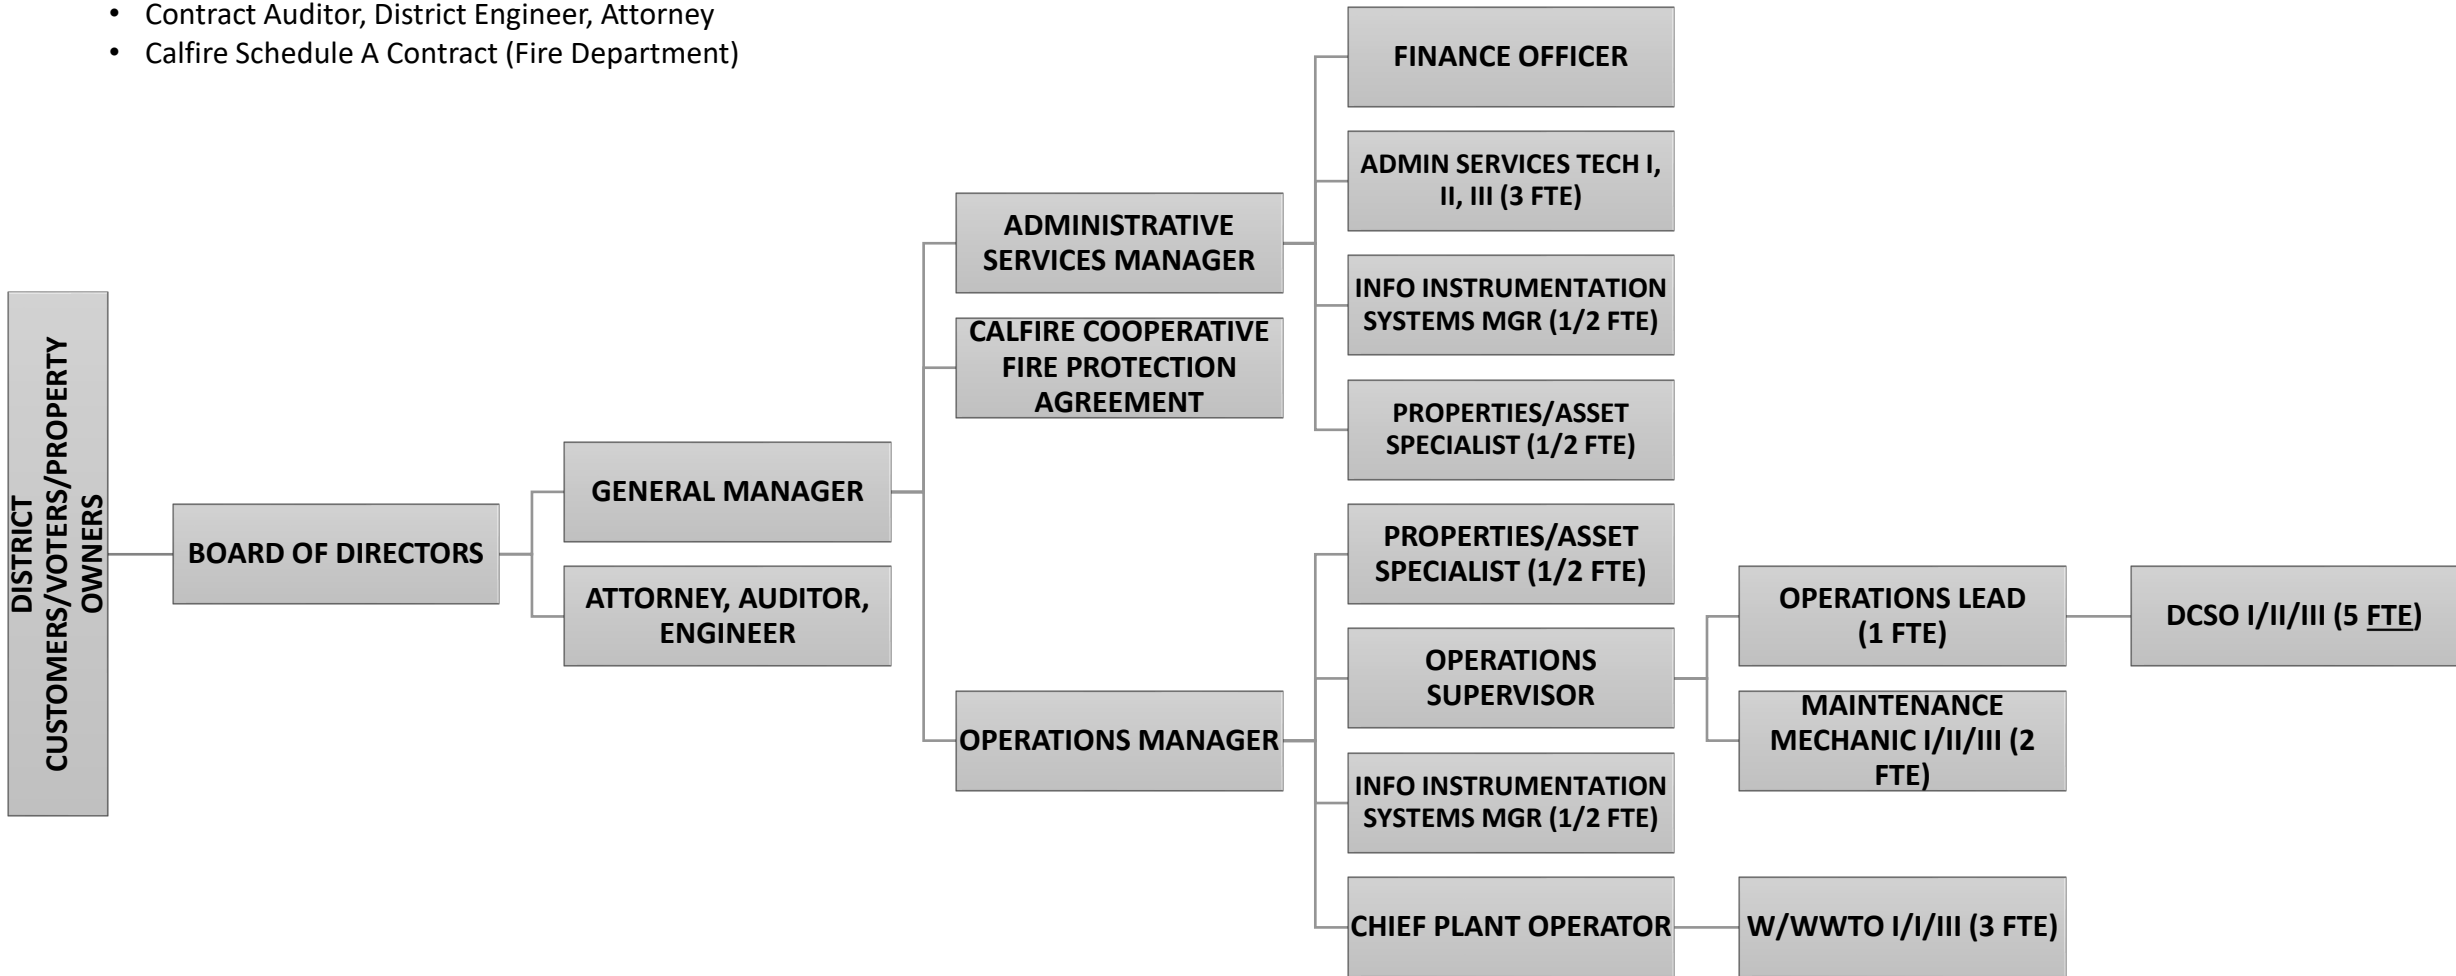 • Contract Auditor, District Engineer, Attorney
• Calfire Schedule A Contract (Fire Department)
DISTRICT
CUSTOMERS/VOTERS/PROPERTY
OWNERS
BOARD OF DIRECTORS
GENERAL MANAGER
ATTORNEY, AUDITOR,
ENGINEER
ADMINISTRATIVE
SERVICES MANAGER
CALFIRE COOPERATIVE
FIRE PROTECTION
AGREEMENT
OPERATIONS MANAGER
FINANCE OFFICER
ADMIN SERVICES TECH I,
II, III (3 FTE)
INFO INSTRUMENTATION
SYSTEMS MGR (1/2 FTE)
PROPERTIES/ASSET
SPECIALIST (1/2 FTE)
PROPERTIES/ASSET
SPECIALIST (1/2 FTE)
OPERATIONS
SUPERVISOR
INFO INSTRUMENTATION
SYSTEMS MGR (1/2 FTE)
CHIEF PLANT OPERATOR
OPERATIONS LEAD
(1 FTE)
MAINTENANCE
MECHANIC I/II/III (2
FTE)
W/WWTO I/I/III (3 FTE)
DCSO I/II/III (5 FTE)